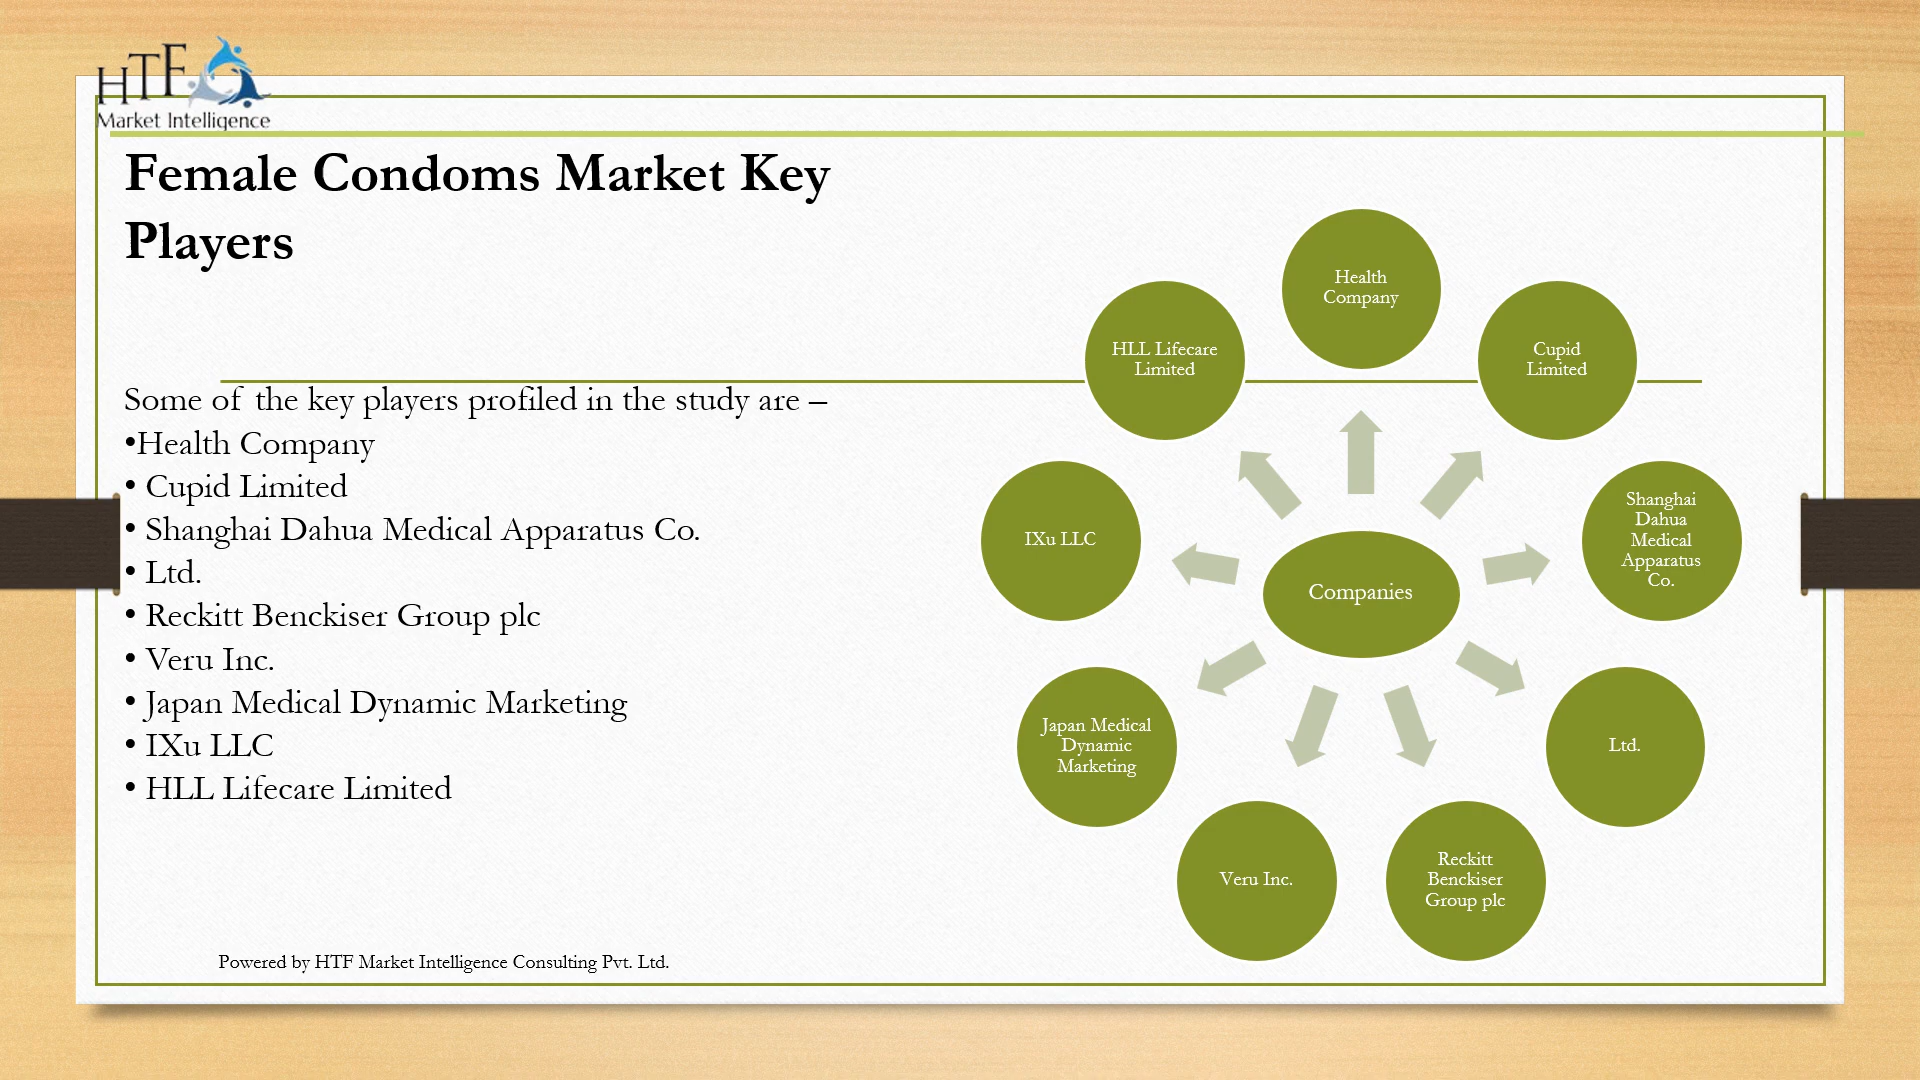 HTF
Market Intelligence
Female Condoms Market Key
Players
Some of the key players profiled in the study are –
•Health Company
• Cupid Limited
• Shanghai Dahua Medical Apparatus Co.
• Ltd.
• Reckitt Benckiser Group plc
• Veru Inc.
• Japan Medical Dynamic Marketing
• IXu LLC
• HLL Lifecare Limited
Health
Company
Cupid
Limited
Shanghai
Dahua
Medical
Apparatus
Co.
Ltd.
Reckitt
Benckiser
Group plc
Veru Inc.
Japan Medical
Dynamic
Marketing
IXu LLC
HLL Lifecare
Limited
Companies
Powered by HTF Market Intelligence Consulting Pvt. Ltd.